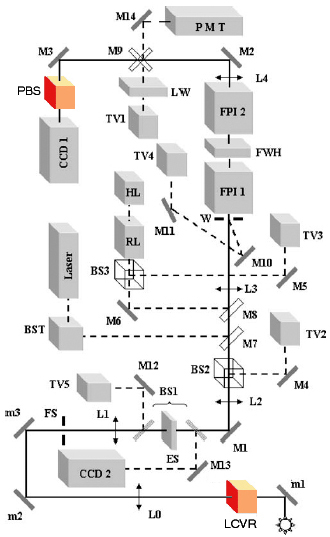 M14
P M T
M3
M9
M2
L4
PBS
LW
FPI 2
CCD 1
TV1
FWH
TV4
HL
FPI 1
W
M11
TV3
Laser
RL
M10
BS3
L3
M5
M6
M8
BST
TV2
M7
M12
BS2
TV5
BS1
M4
L2
m3
FS
L1
M1
ES
CCD 2
M13
m1
m2
L0
LCVR